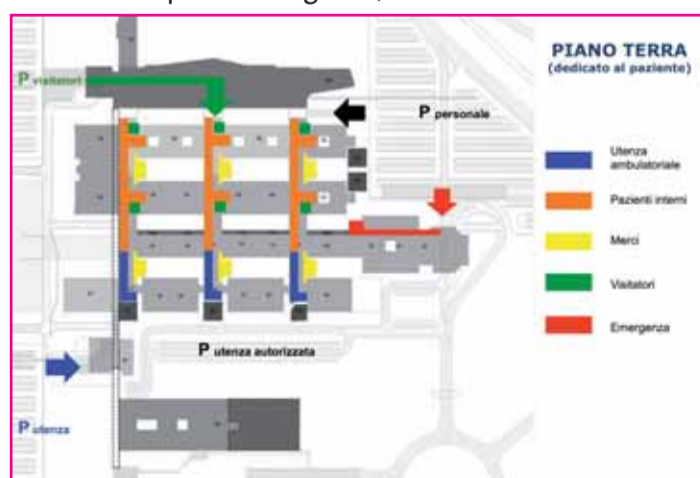 P visitatori
P personale
P utenza autorizzata
P utenza
PIANO TERRA
(dedicato al paziente)
Utenza
ambulatoriale
Pazienti interni
Merci
Visitatori
Emergenza